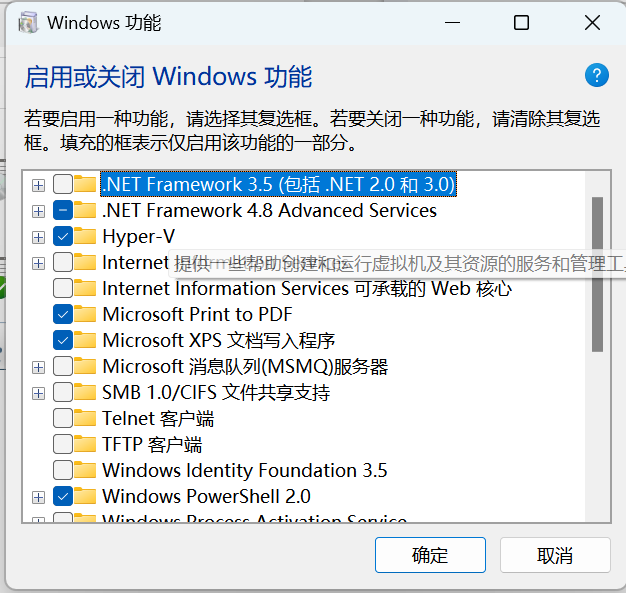 Windows 功能
启用或关闭 Windows 功能
若要启用一种功能，请选择其复选框。若要关闭一种功能，请清除其复选
框。填充的框表示仅启用该功能的一部分。
.NET Framework 3.5 (包括 .NET 2.0 和 3.0)
.NET Framework 4.8 Advanced Services
Hyper-V
Internet
提供一些帮助创建和运行虚拟机及其资源的服务和管理工
Internet Information Services 可承载的 Web 核心
Microsoft Print to PDF
Microsoft XPS 文档写入程序
Microsoft 消息队列(MSMQ)服务器
SMB 1.0/CIFS 文件共享支持
Telnet 客户端
TFTP 客户端
Windows Identity Foundation 3.5
Windows PowerShell 2.0
Windows Process Activation Service
确定
取消